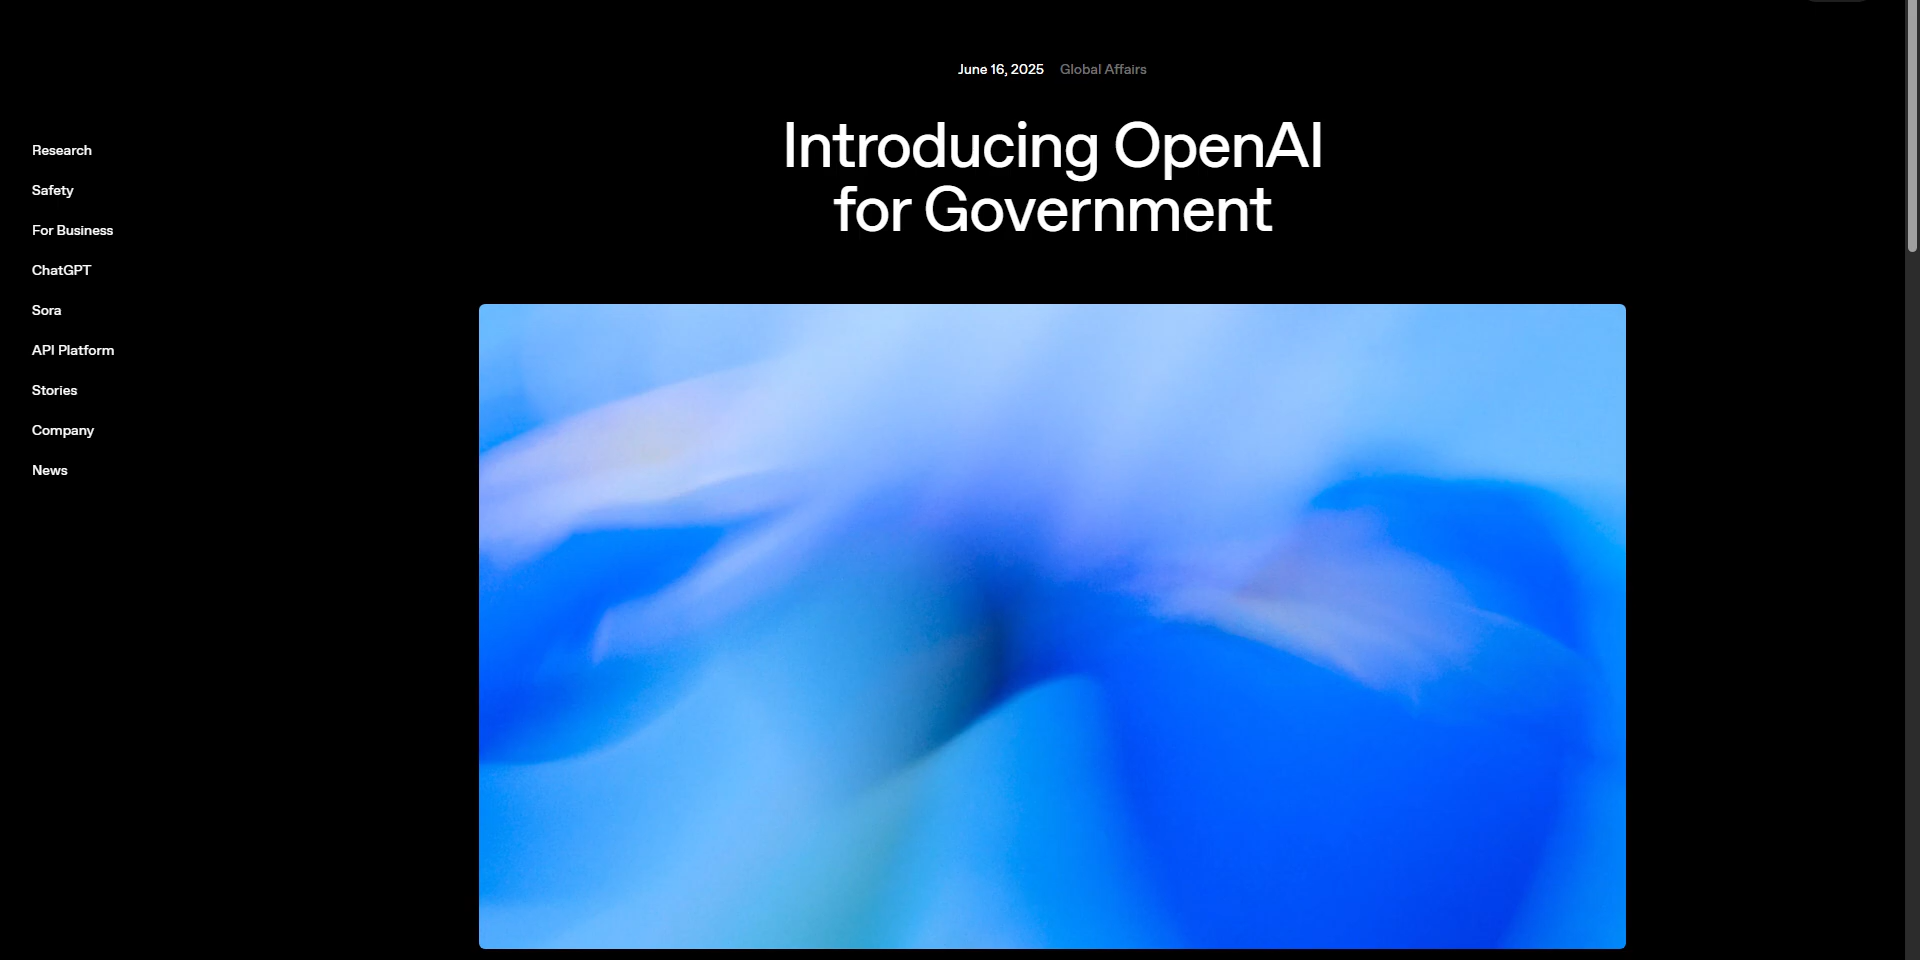 June 16, 2025 Global Affairs
Introducing OpenAI
for Government
Research
Safety
For Business
ChatGPT
Sora
API Platform
Stories
Company
News